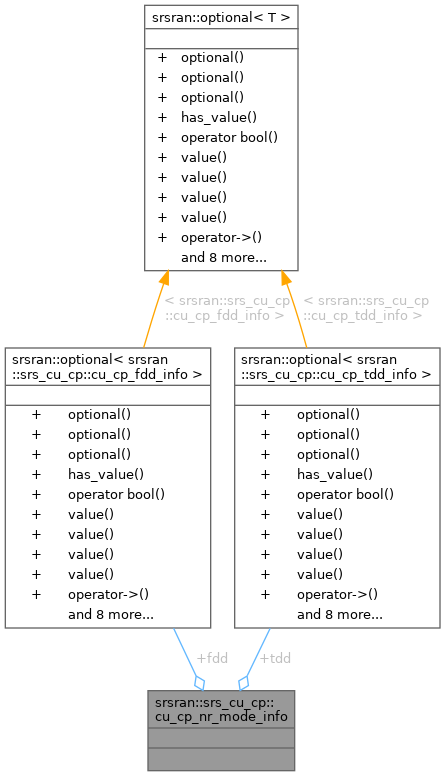 srsran::optional< T >
+ optional()
+ optional()
+ optional()
+ has_value()
+ operator bool()
+ value()
+ value()
+ value()
+ value()
+ operator->()
and 8 more...
< srsran::srs_cu_cp
::cu_cp_fdd_info >
< srsran::srs_cu_cp
::cu_cp_tdd_info >
srsran::optional< srsran
::srs_cu_cp::cu_cp_fdd_info >
+ optional()
+ optional()
+ optional()
+ has_value()
+ operator bool()
+ value()
+ value()
+ value()
+ value()
+ operator->()
and 8 more...
srsran::optional< srsran
::srs_cu_cp::cu_cp_tdd_info >
+ optional()
+ optional()
+ optional()
+ has_value()
+ operator bool()
+ value()
+ value()
+ value()
+ value()
+ operator->()
and 8 more...
+fdd
+tdd
srsran::srs_cu_cp::
cu_cp_nr_mode_info